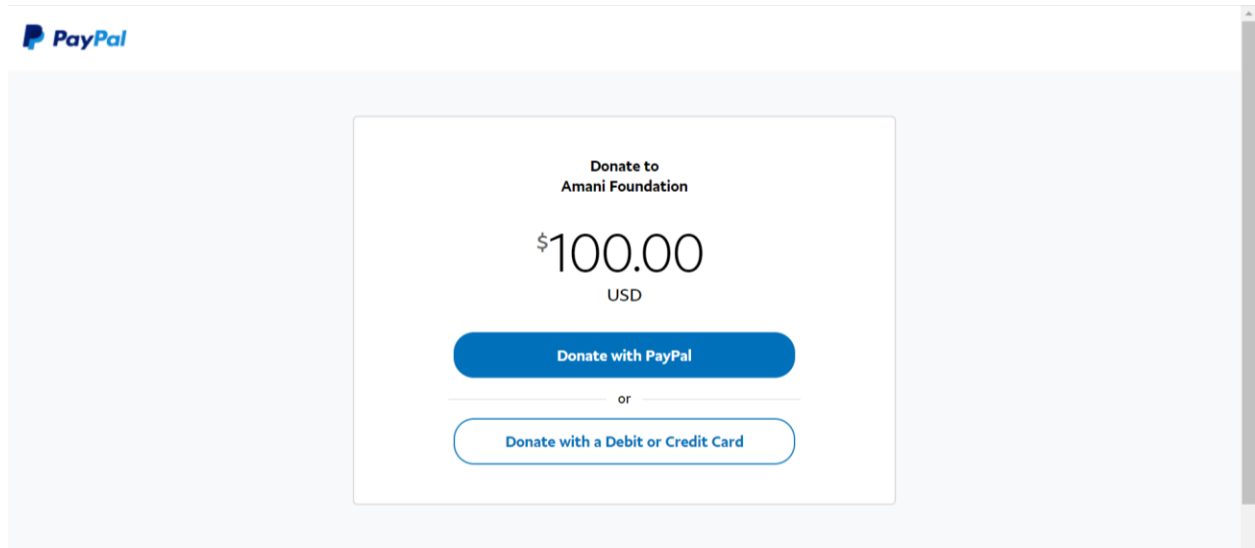 PayPal
Donate to
Amani Foundation
$100.00
USD
Donate with PayPal
or
Donate with a Debit or Credit Card